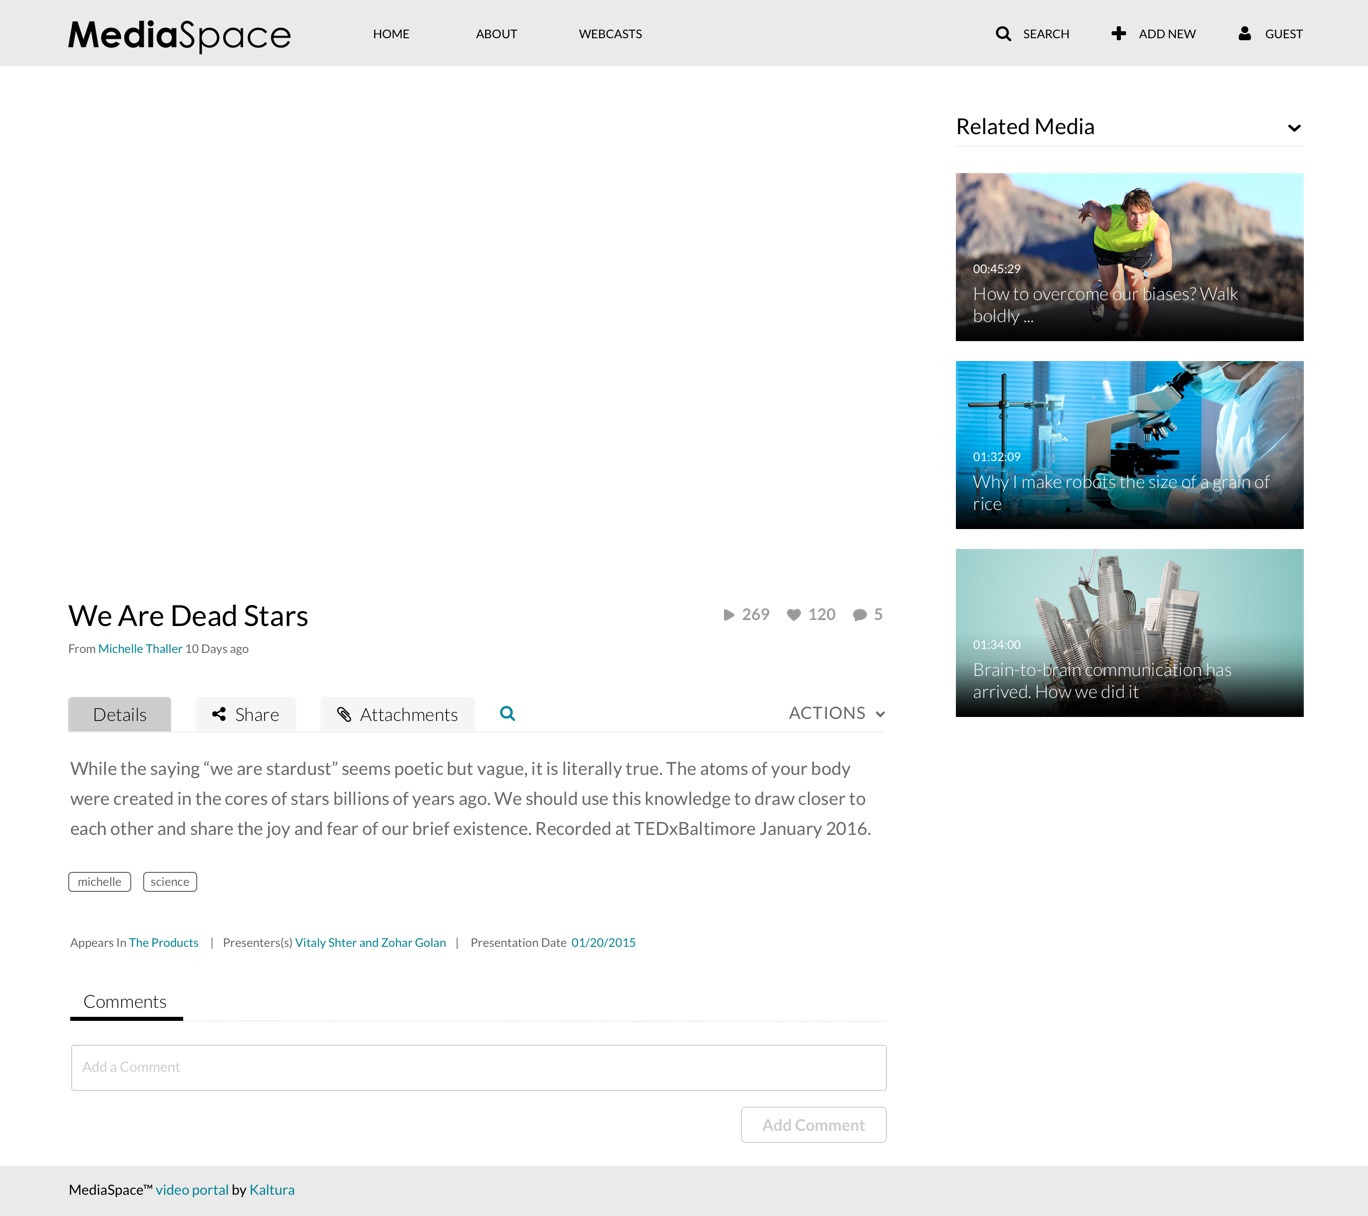 MediaSpace
HOME
ABOUT
WEBCASTS
SEARCH
ADD NEW
GUEST
Related Media
00:45:29
How to overcome our biases? Walk
boldly ...
01:32:09
Why I make robots the size of a grain of
rice
01:34:00
Brain-to-brain communication has
arrived. How we did it
We Are Dead Stars
269
120
5
From Michelle Thaller 10 Days ago
Details
Share
Attachments
ACTIONS
While the saying “we are stardust” seems poetic but vague, it is literally true. The atoms of your body
were created in the cores of stars billions of years ago. We should use this knowledge to draw closer to
each other and share the joy and fear of our brief existence. Recorded at TEDxBaltimore January 2016.
michelle
science
Appears In The Products | Presenters(s) Vitaly Shter and Zohar Golan | Presentation Date 01/20/2015
Comments
Add a Comment
Add Comment
MediaSpace™ video portal by Kaltura